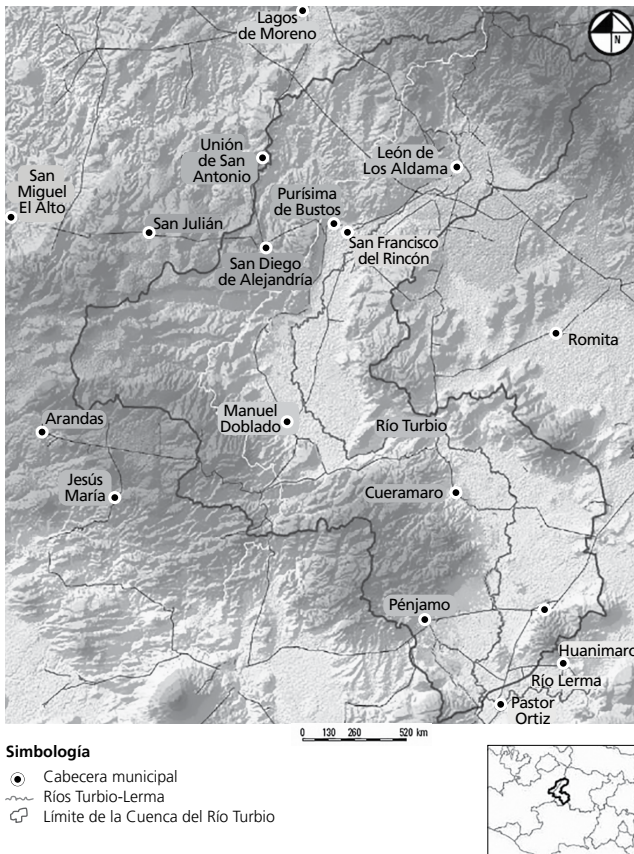 Lagos
de Moreno
N
Unión
de San
Antonio
León de
Los Aldama
San
Miguel
El Alto
Purísima
de Bustos
San Julián
San Francisco
del Rincón
San Diego
de Alejandría
Romita
Manuel
Doblado
Río Turbio
Arandas
Jesús
María
Cueramaro
Pénjamo
Huanimaro
Río Lerma
Pastor
Ortiz
0 130 260 520 km
Simbología
Cabecera municipal
Ríos Turbio-Lerma
Límite de la Cuenca del Río Turbio